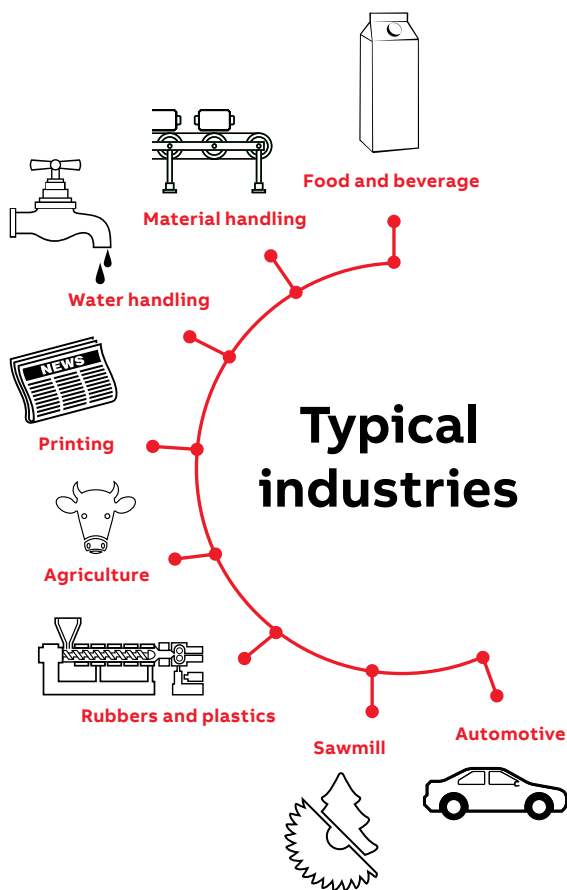 Food and beverage
Material handling
Water handling
NEWS
Printing
Typical
industries
Agriculture
Rubbers and plastics
Sawmill
Automotive